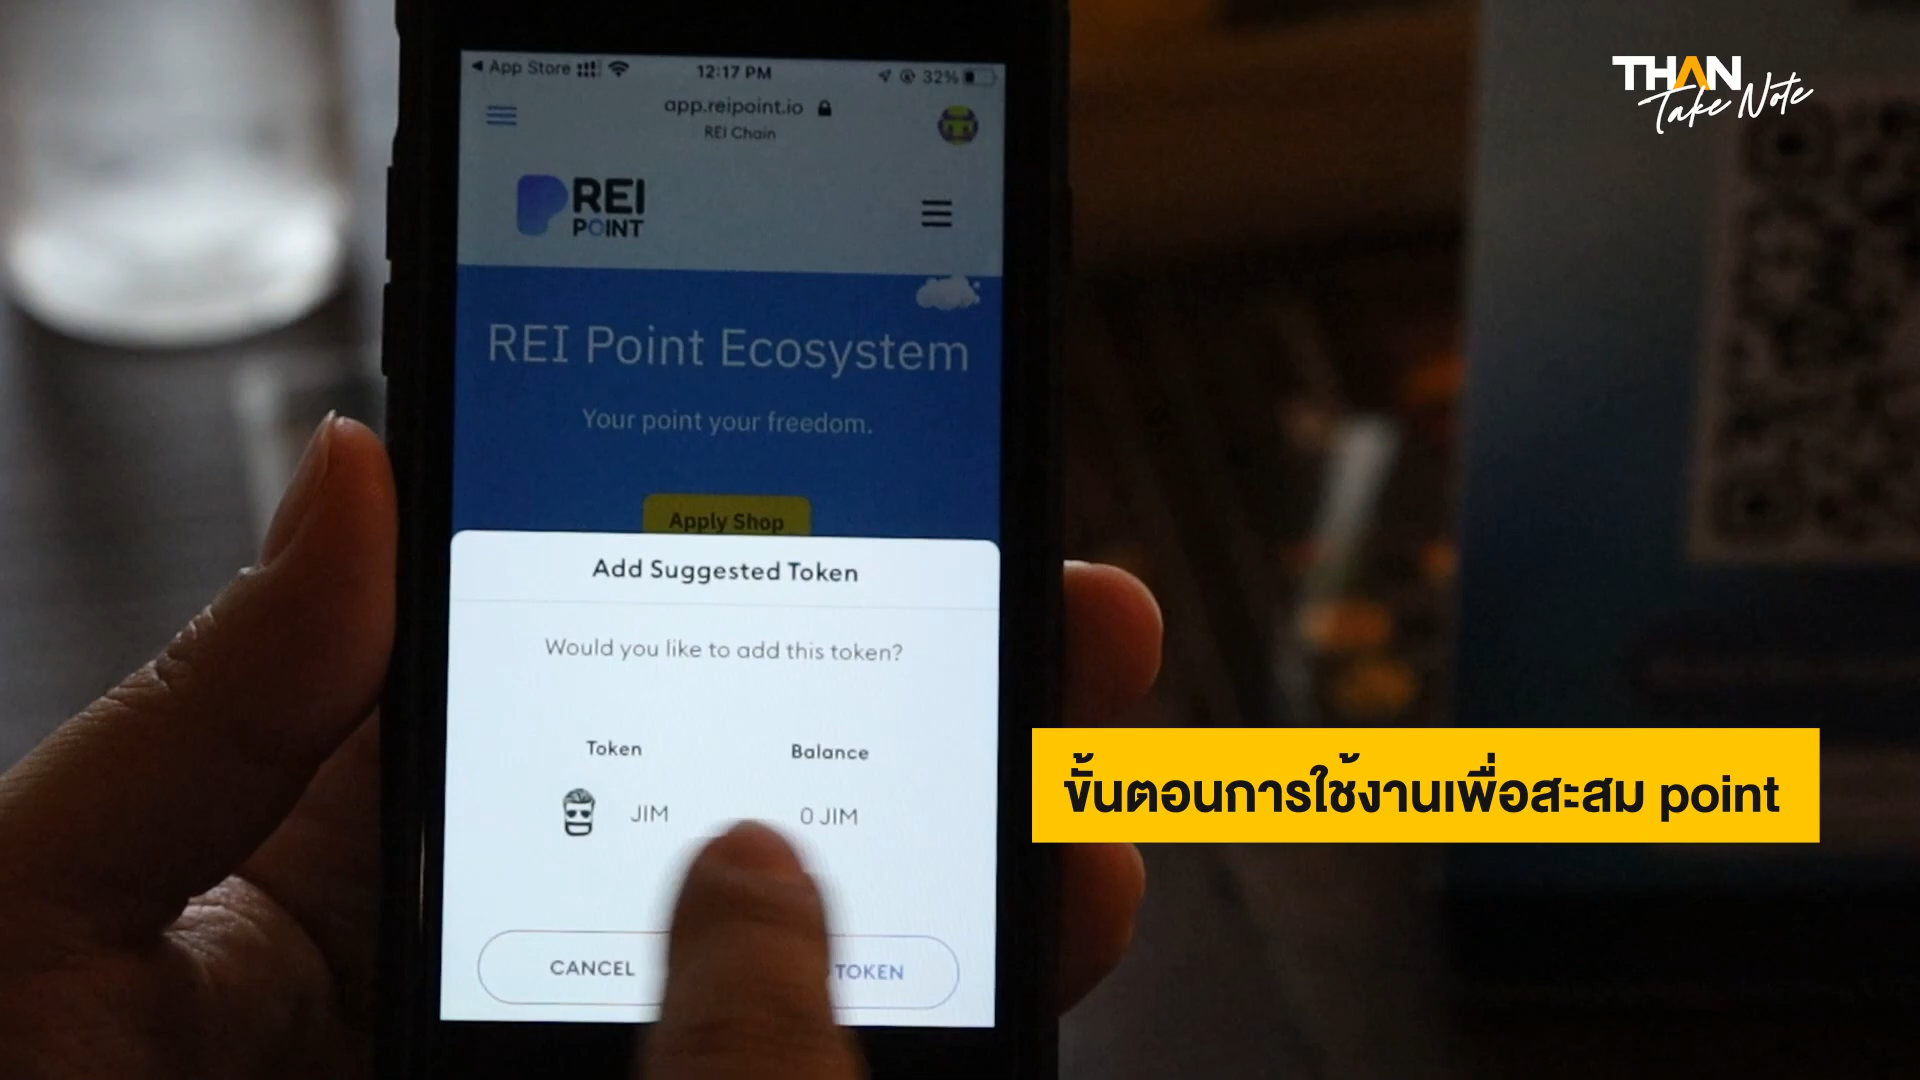 THAN
Take Note
App Store
12:17 PM
32%
app.reipoint.io
REI Chain
REI
POINT
REI Point Ecosystem
Your point your freedom.
Apply Shop
Add Suggested Token
Would you like to add this token?
Token
Balance
JIM
0 JIM
CANCEL
TOKEN
ขั้นตอนการใช้งานเพื่อสะสม point